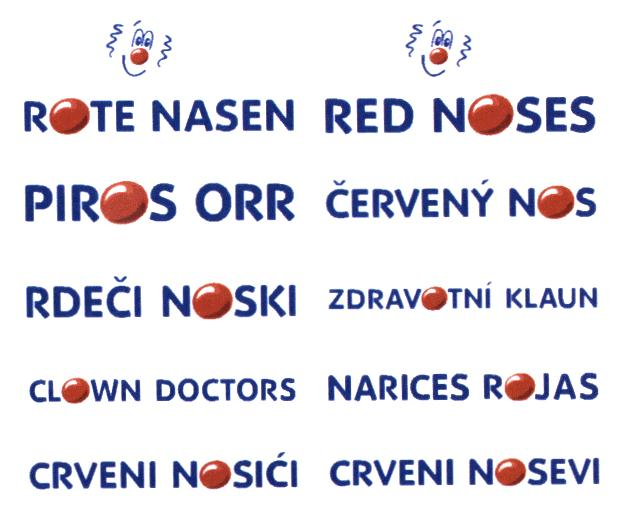 ROTE NASEN
RED NOSES
PIROS ORR
ČERVENÝ NOS
RDEČI NOSKI
ZDRAVOTNÍ KLAUN
CLOWN DOCTORS
NARICES ROJAS
CRVENI NOSIĆI
CRVENI NOSEVI